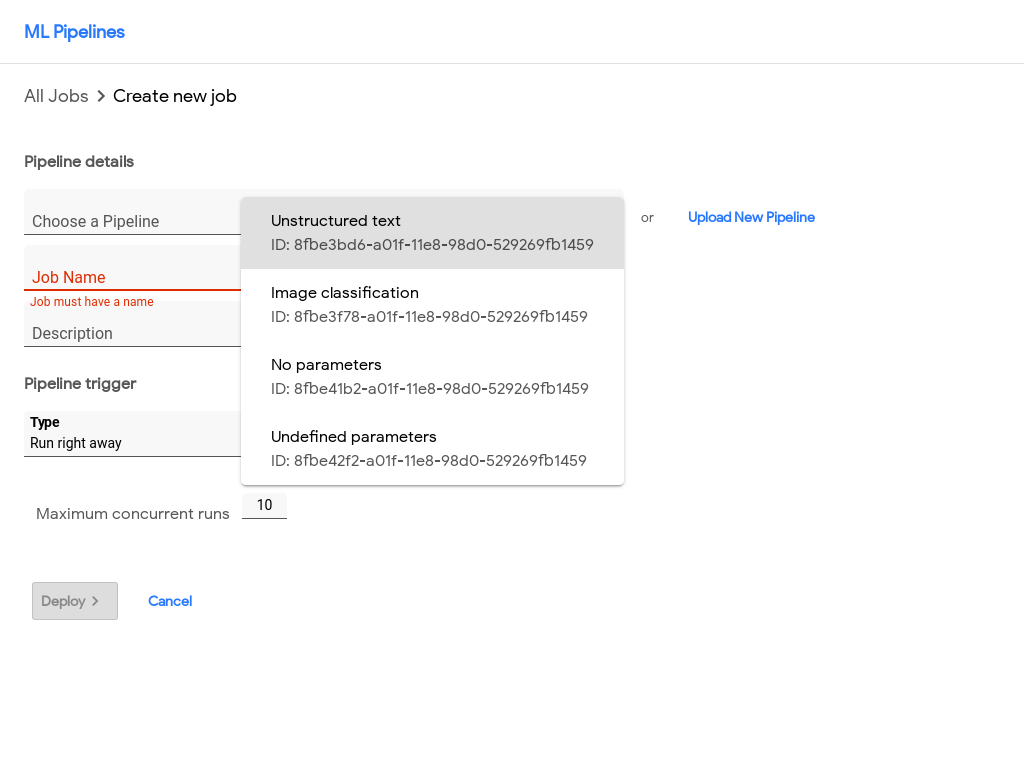 ML Pipelines
All Jobs > Create new job
Pipeline details
Choose a Pipeline
or
Upload New Pipeline
Unstructured text
ID: 8fbe3bd6-a01f-11e8-98d0-529269fb1459
Image classification
ID: 8fbe3f78-a01f-11e8-98d0-529269fb1459
No parameters
ID: 8fbe41b2-a01f-11e8-98d0-529269fb1459
Undefined parameters
ID: 8fbe42f2-a01f-11e8-98d0-529269fb1459
Job Name
Job must have a name
Description
Pipeline trigger
Type
Run right away
Maximum concurrent runs 10
Deploy >
Cancel